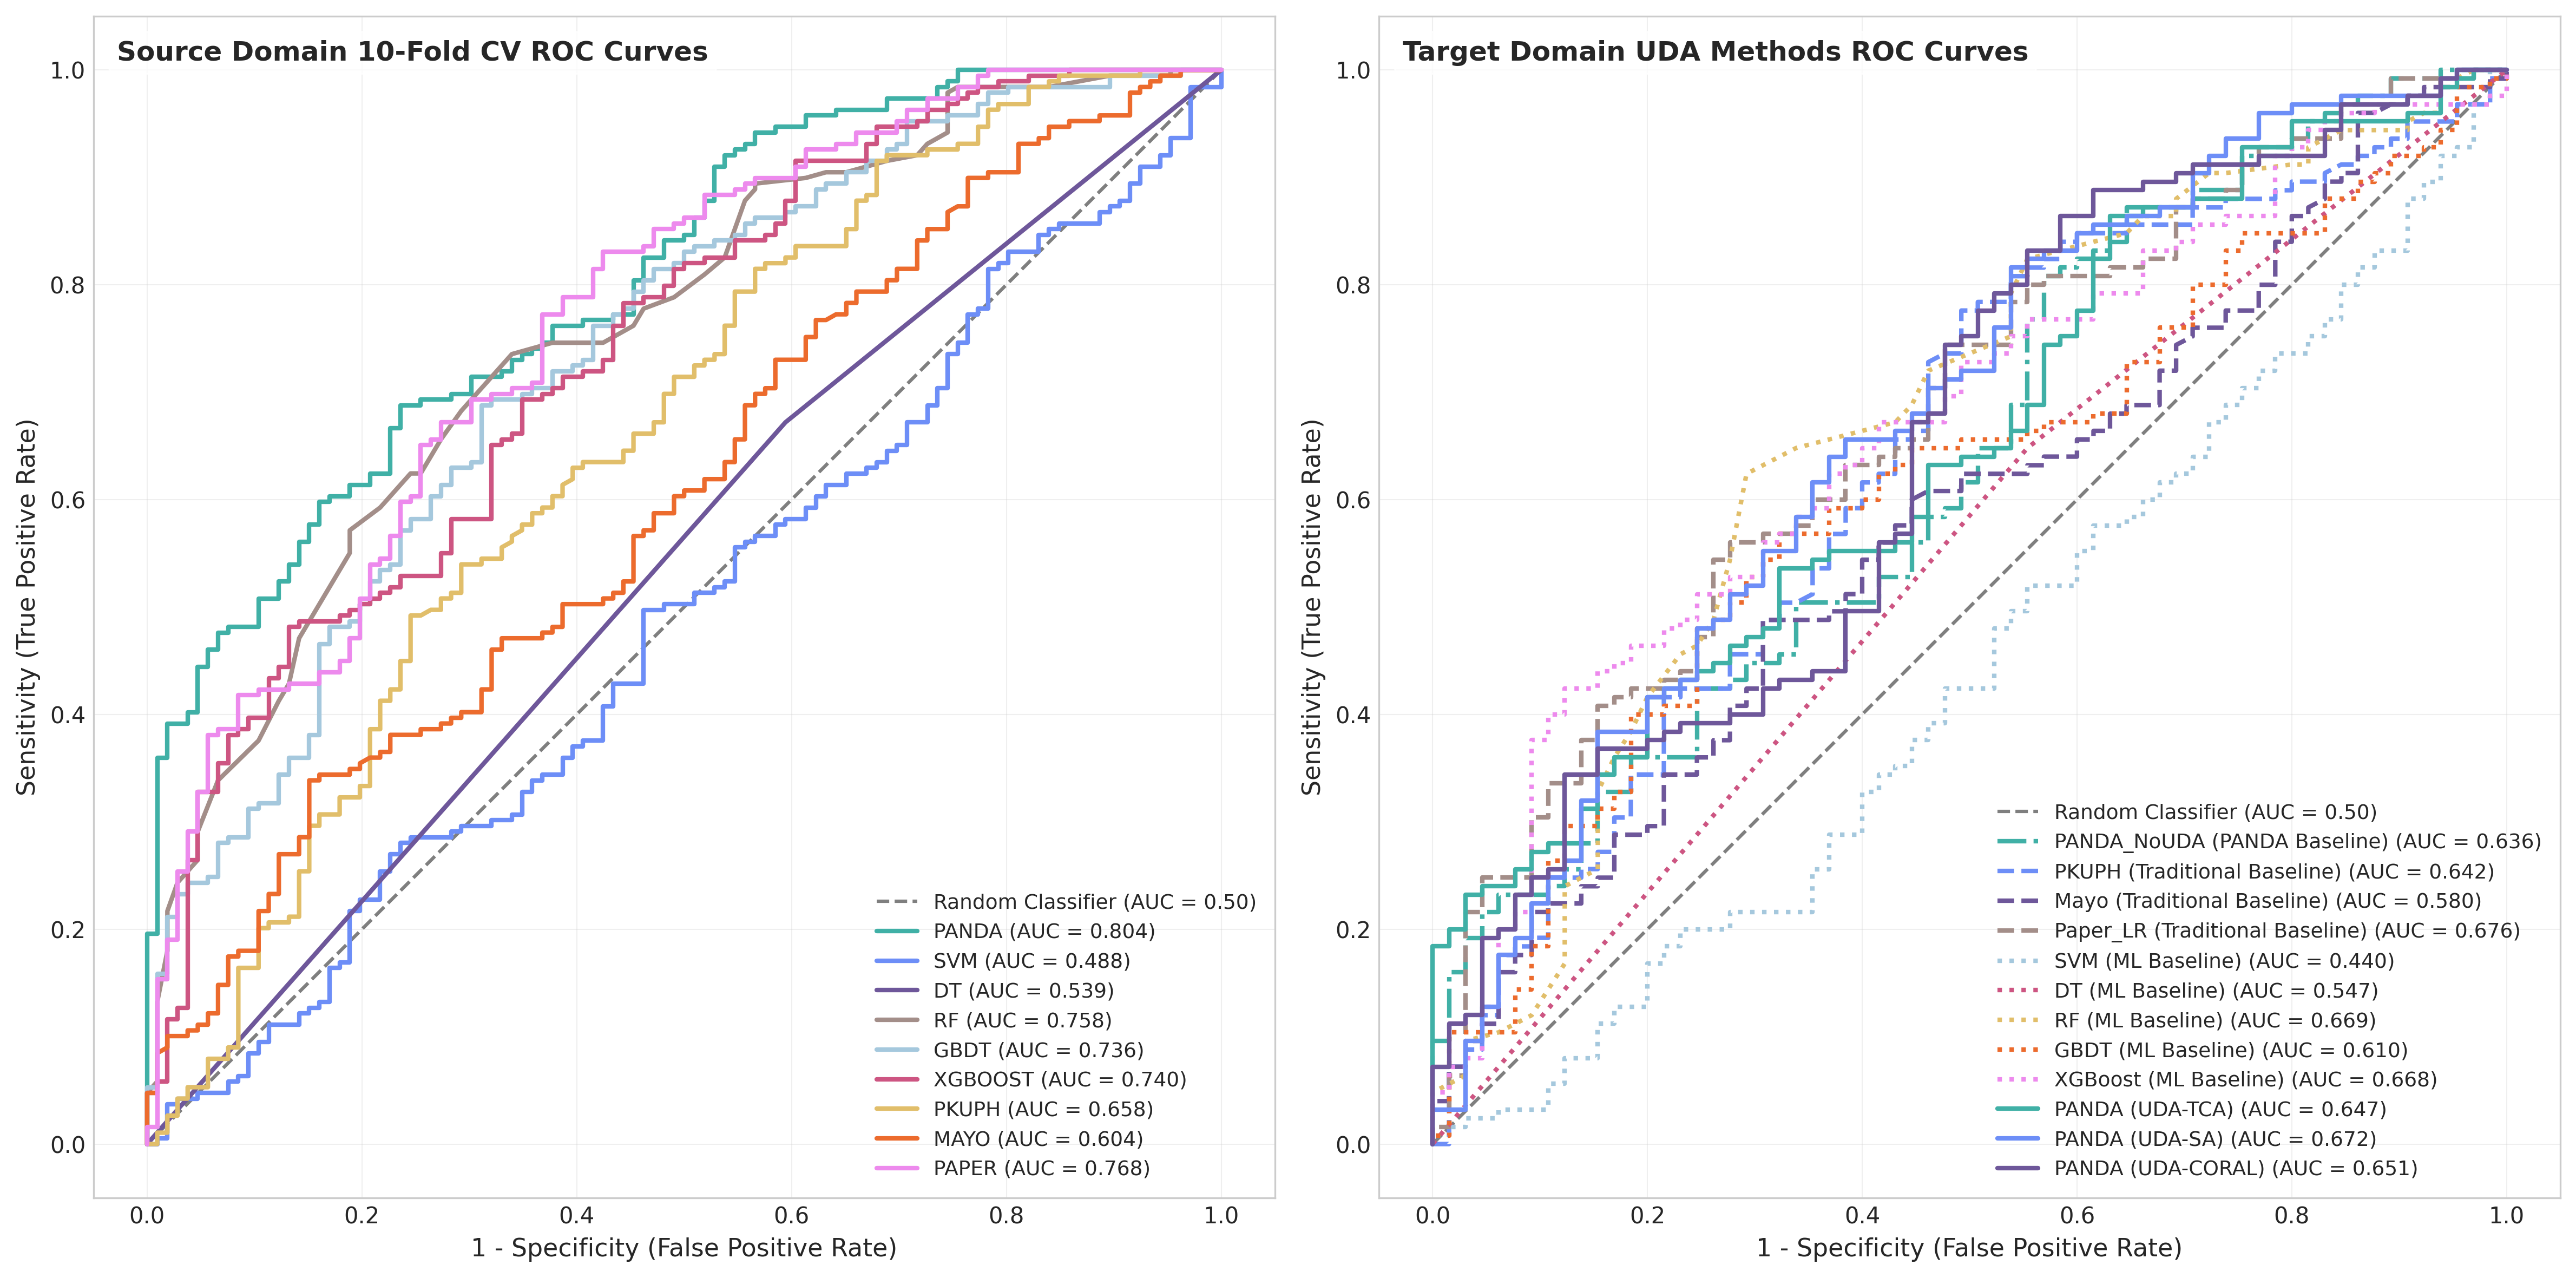 Source Domain 10-Fold CV ROC Curves
Sensitivity (True Positive Rate)
1.0
0.8
0.6
0.4
0.2
0.0
0.0 0.2 0.4 0.6 0.8 1.0
1 - Specificity (False Positive Rate)
Random Classifier (AUC = 0.50)
PANDA (AUC = 0.804)
SVM (AUC = 0.488)
DT (AUC = 0.539)
RF (AUC = 0.758)
GBDT (AUC = 0.736)
XGBOOST (AUC = 0.740)
PKUPH (AUC = 0.658)
MAYO (AUC = 0.604)
PAPER (AUC = 0.768)
Target Domain UDA Methods ROC Curves
Sensitivity (True Positive Rate)
1.0
0.8
0.6
0.4
0.2
0.0
0.0 0.2 0.4 0.6 0.8 1.0
1 - Specificity (False Positive Rate)
Random Classifier (AUC = 0.50)
PANDA_NoUDA (PANDA Baseline) (AUC = 0.636)
PKUPH (Traditional Baseline) (AUC = 0.642)
Mayo (Traditional Baseline) (AUC = 0.580)
Paper_LR (Traditional Baseline) (AUC = 0.676)
SVM (ML Baseline) (AUC = 0.440)
DT (ML Baseline) (AUC = 0.547)
RF (ML Baseline) (AUC = 0.669)
GBDT (ML Baseline) (AUC = 0.610)
XGBoost (ML Baseline) (AUC = 0.668)
PANDA (UDA-TCA) (AUC = 0.647)
PANDA (UDA-SA) (AUC = 0.672)
PANDA (UDA-CORAL) (AUC = 0.651)